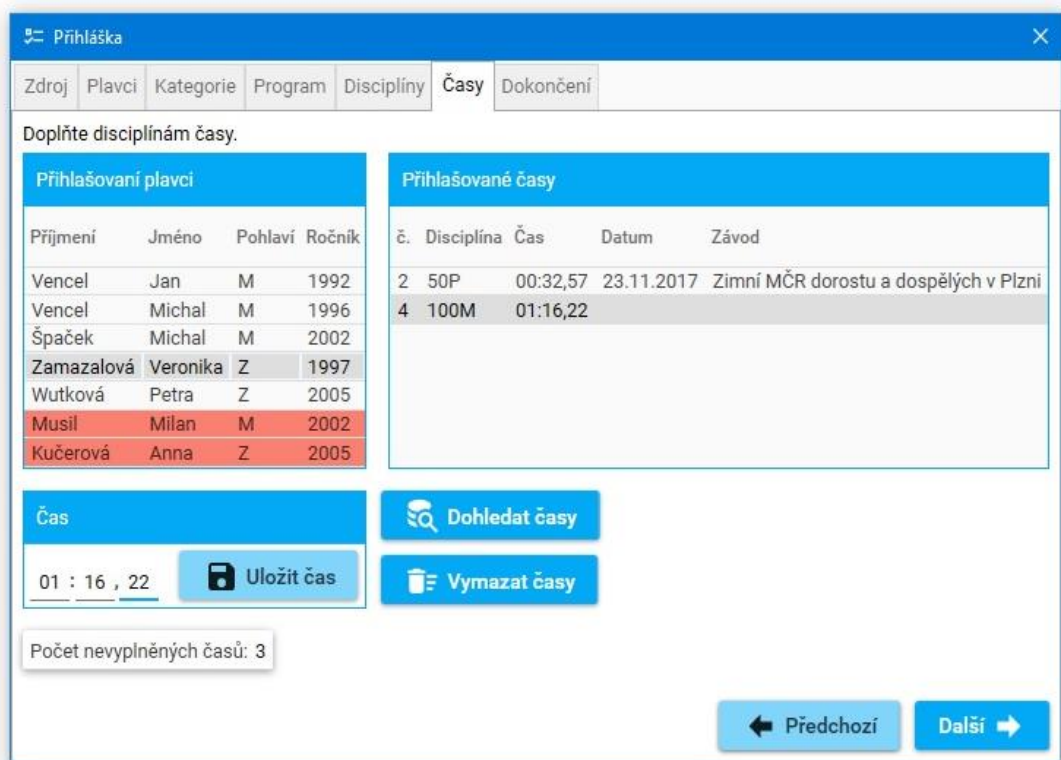 Přihláška
Zdroj Plavci Kategorie Program Disciplíny Časy Dokončení
Doplňte disciplínám časy.
Přihlašovaní plavci
Příjmení Jméno Pohlaví Ročník
Vencel Jan M 1992
Vencel Michal M 1996
Špaček Michal M 2002
Zamazalová Veronika Z 1997
Wutková Petra Z 2005
Musil Milan M 2002
Kučerová Anna Z 2005
Přihlašované časy
č. Disciplína Čas Datum Závod
2 50P 00:32,57 23.11.2017 Zimní MČR dorostu a dospělých v Plzni
4 100M 01:16,22
Čas
01 : 16 , 22 Uložit čas
Dohledat časy
Vymazat časy
Počet nevyplněných časů: 3
Předchozí Další